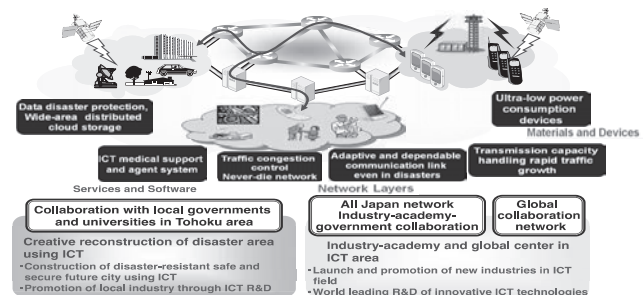 Data disaster protection,
Wide-area distributed
cloud storage
Ultra-low power
consumption
devices
Materials and Devices
ICT medical support
and agent system
Traffic congestion
control
Never-die network
Adaptive and dependable
communication link
even in disasters
Transmission capacity
handling rapid traffic
growth
Services and Software
Network Layers
Collaboration with local governments
and universities in Tohoku area
Creative reconstruction of disaster area
using ICT
•Construction of disaster-resistant safe and
secure future city using ICT
•Promotion of local industry through ICT R&D
All Japan network
Industry-academy-
government collaboration
Global
collaboration
network
Industry-academy and global center in
ICT area
•Launch and promotion of new industries in ICT
field
•World leading R&D of innovative ICT technologies